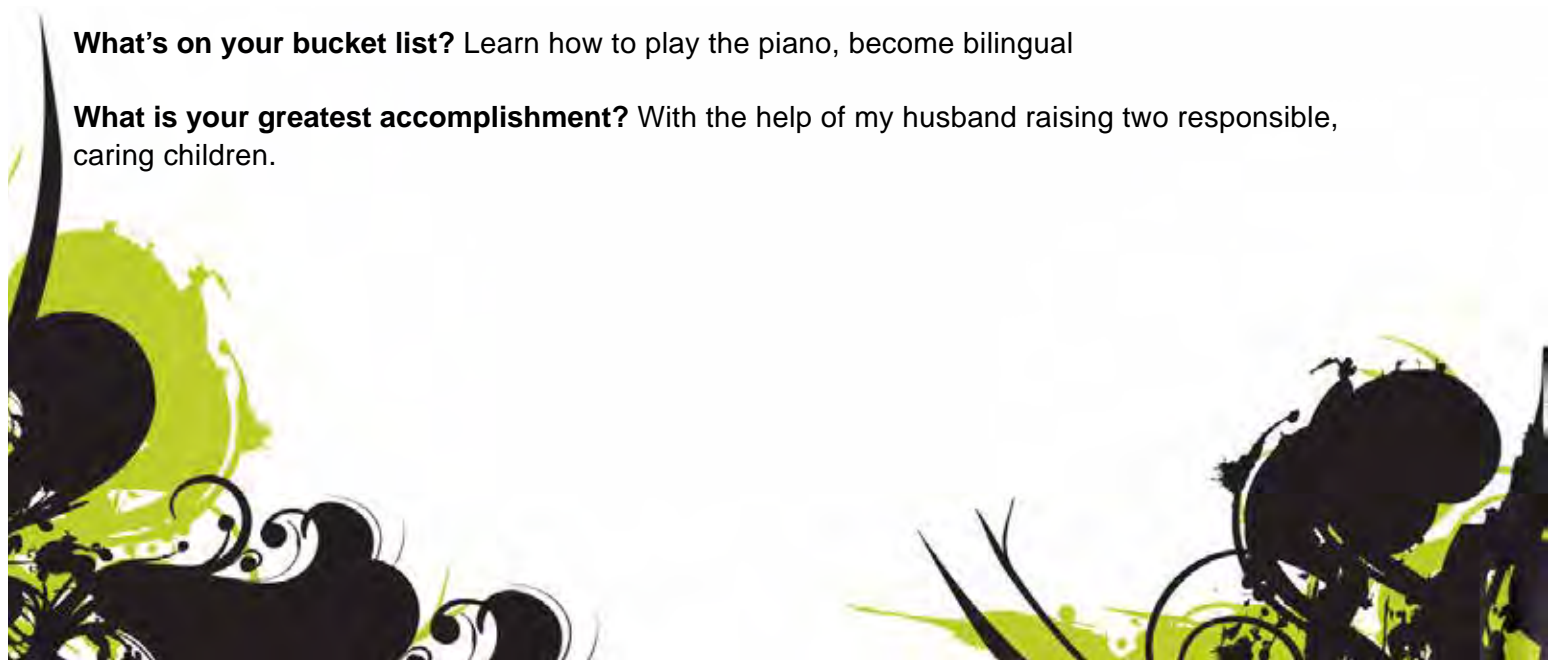 What’s on your bucket list? Learn how to play the piano, become bilingual
What is your greatest accomplishment? With the help of my husband raising two responsible,
caring children.